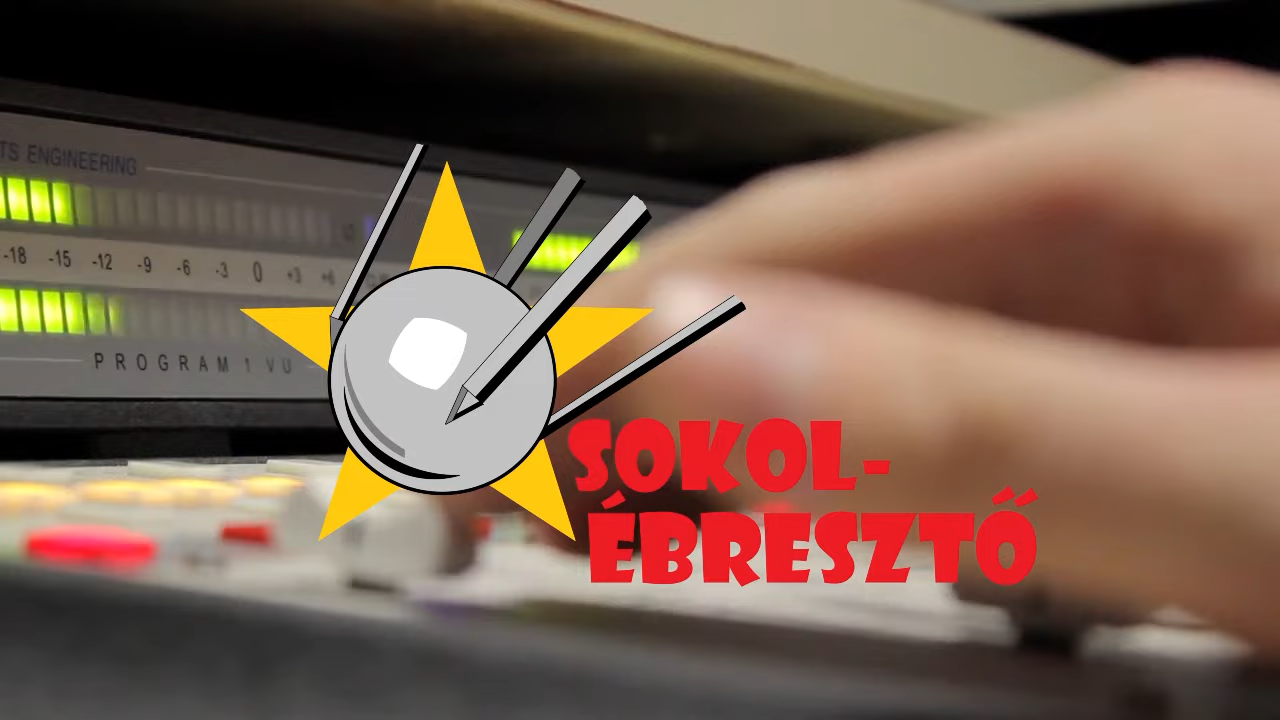 TS ENGINEERING
-18 -15 -12 -9 -6 -3 0 +3 +6
PROGRAM 1 VU
SOKOL-
ÉBRESZTŐ